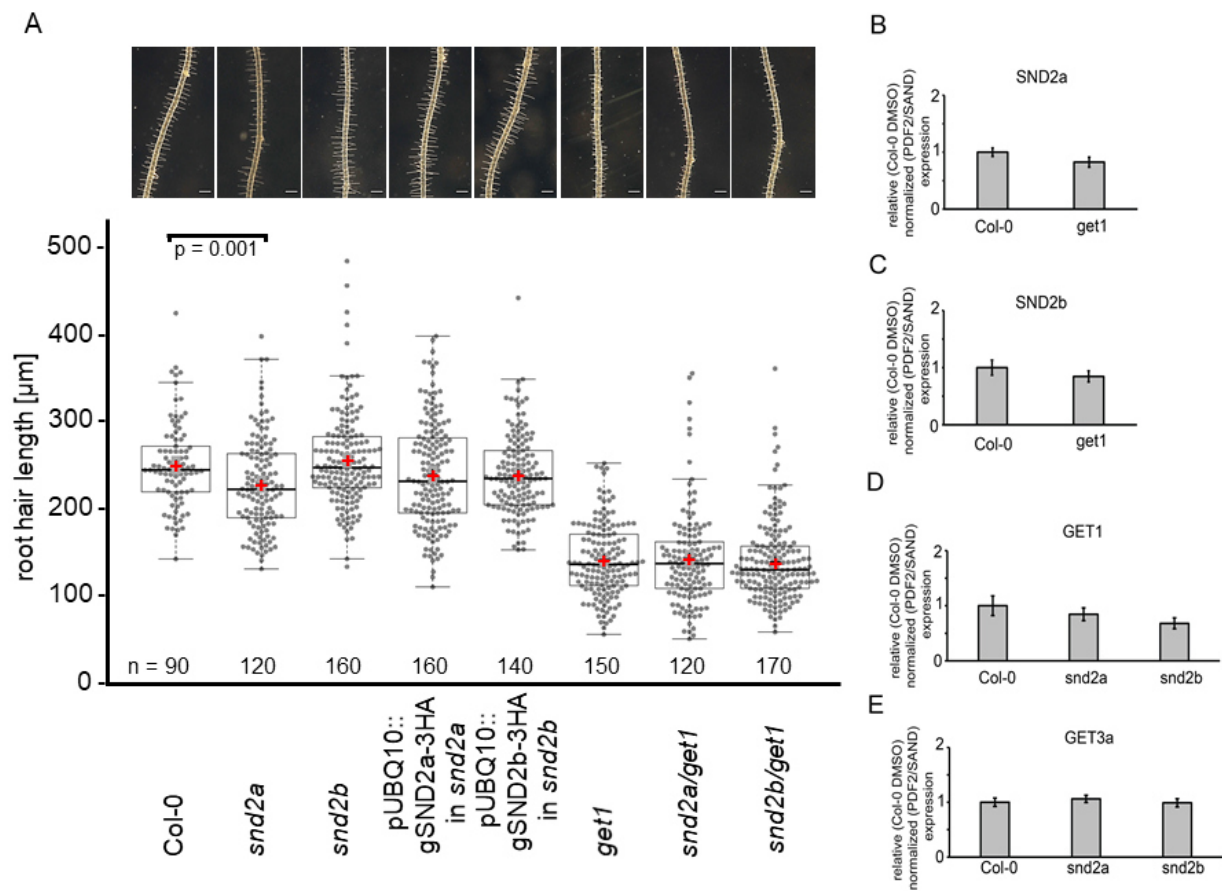 A
500
400
300
200
100
0
root hair length [µm]
p = 0.001
n = 90
120
160
160
140
150
120
170
Col-0
snd2a
snd2b
pUBQ10::
gSND2a-3HA
in snd2a
pUBQ10::
gSND2b-3HA
in snd2b
get1
snd2a/get1
snd2b/get1
B
SND2a
relative (Col-0 DMSO)
normalized (PDF2/SAND)
expression
2
1
0
Col-0
get1
C
SND2b
relative (Col-0 DMSO)
normalized (PDF2/SAND)
expression
2
1
0
Col-0
get1
D
GET1
relative (Col-0 DMSO)
normalized (PDF2/SAND)
expression
2
1
0
Col-0
snd2a
snd2b
E
GET3a
relative (Col-0 DMSO)
normalized (PDF2/SAND)
expression
2
1
0
Col-0
snd2a
snd2b